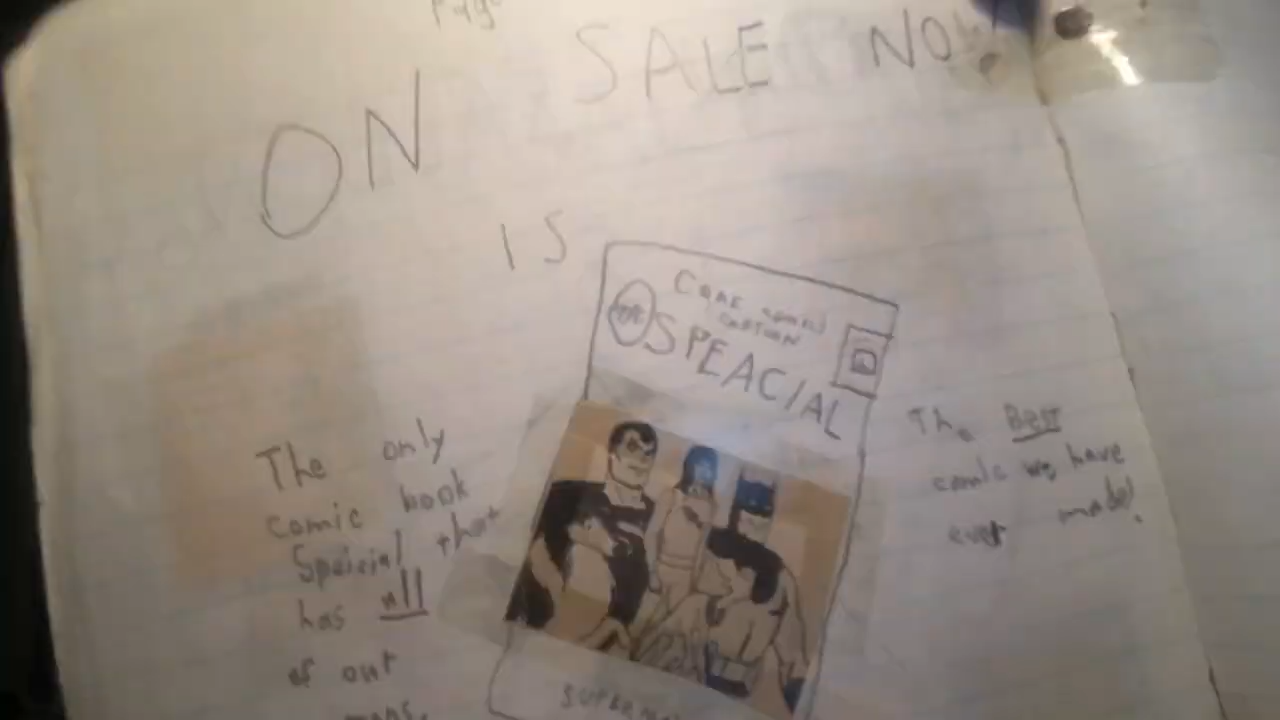 Page
ON SALE NOW
IS
SPEACIAL
The only
comic book
Speicial that
has all
of our
The Best
comic we have
ever made!